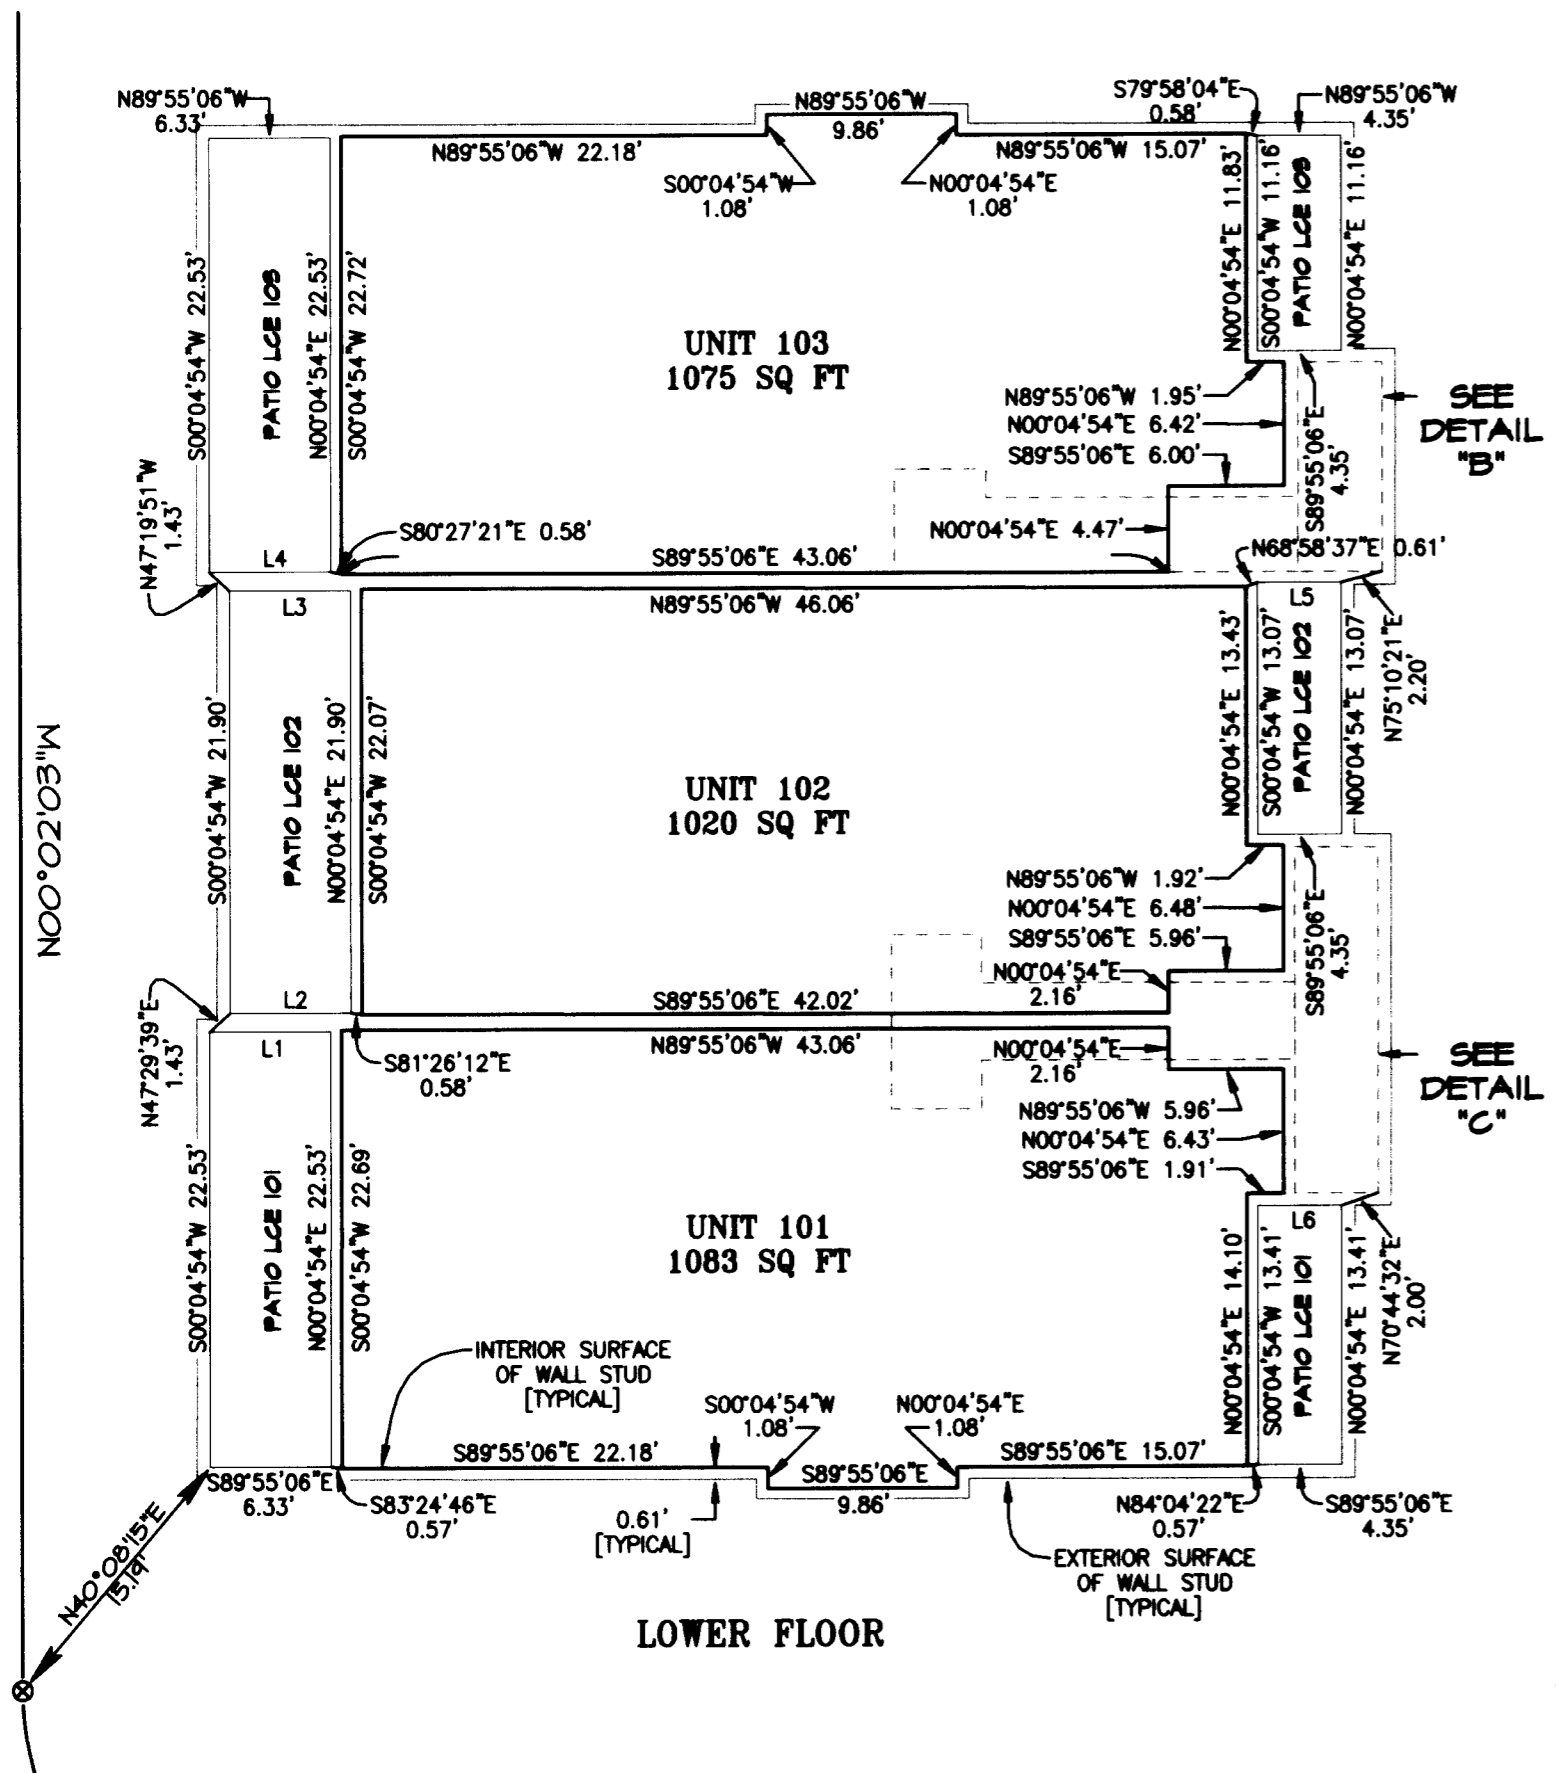 N89°55'06"W
6.33'
N89°55'06"W
9.86'
S79°58'04"E
0.58'
N89°55'06"W
4.35'
N89°55'06"W 22.18'
N89°55'06"W 15.07'
S00°04'54"W
1.08'
N00°04'54"E
1.08'
S00°04'54"W 22.53'
PATIO LCE 103
N00°04'54"E 22.53'
S00°04'54"W 22.72'
UNIT 103
1075 SQ FT
N00°04'54"E 11.83'
S00°04'54"W 11.16'
PATIO LCE 103
N00°04'54"E 11.16'
N89°55'06"W 1.95'
N00°04'54"E 6.42'
S89°55'06"E 6.00'
N00°04'54"E 4.47'
S89°55'06"E
4.35'
SEE
DETAIL
"B"
N47°19'51"W
1.43'
L4
S80°27'21"E 0.58'
S89°55'06"E 43.06'
N68°58'37"E 0.61'
L3
N89°55'06"W 46.06'
L5
N75°10'21"E
2.20'
N00°02'03"W
S00°04'54"W 21.90'
PATIO LCE 102
N00°04'54"E 21.90'
S00°04'54"W 22.07'
UNIT 102
1020 SQ FT
N00°04'54"E 13.43'
S00°04'54"W 13.07'
PATIO LCE 102
N00°04'54"E 13.07'
N89°55'06"W 1.92'
N00°04'54"E 6.48'
S89°55'06"E 5.96'
N00°04'54"E
2.16'
S89°55'06"E
4.35'
L2
S89°55'06"E 42.02'
N47°29'39"E
1.43'
L1
N89°55'06"W 43.06'
S81°26'12"E
0.58'
N00°04'54"E
2.16'
N89°55'06"W 5.96'
N00°04'54"E 6.43'
S89°55'06"E 1.91'
SEE
DETAIL
"C"
S00°04'54"W 22.53'
PATIO LCE 101
N00°04'54"E 22.53'
S00°04'54"W 22.69'
UNIT 101
1083 SQ FT
L6
N00°04'54"E 14.10'
S00°04'54"W 13.41'
PATIO LCE 101
N00°04'54"E 13.41'
N70°44'32"E
2.00'
INTERIOR SURFACE
OF WALL STUD
[TYPICAL]
S00°04'54"W
1.08'
N00°04'54"E
1.08'
S89°55'06"E 22.18'
S89°55'06"E
9.86'
S89°55'06"E 15.07'
S89°55'06"E
6.33'
S83°24'46"E
0.57'
0.61'
[TYPICAL]
N84°04'22"E
0.57'
S89°55'06"E
4.35'
N40°08'15"E
15.19'
EXTERIOR SURFACE
OF WALL STUD
[TYPICAL]
LOWER FLOOR